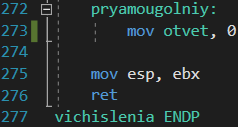 272 pryamougolniy:
273 mov otvet, 0
274
275 mov esp, ebx
276 ret
277 vichislenia ENDP